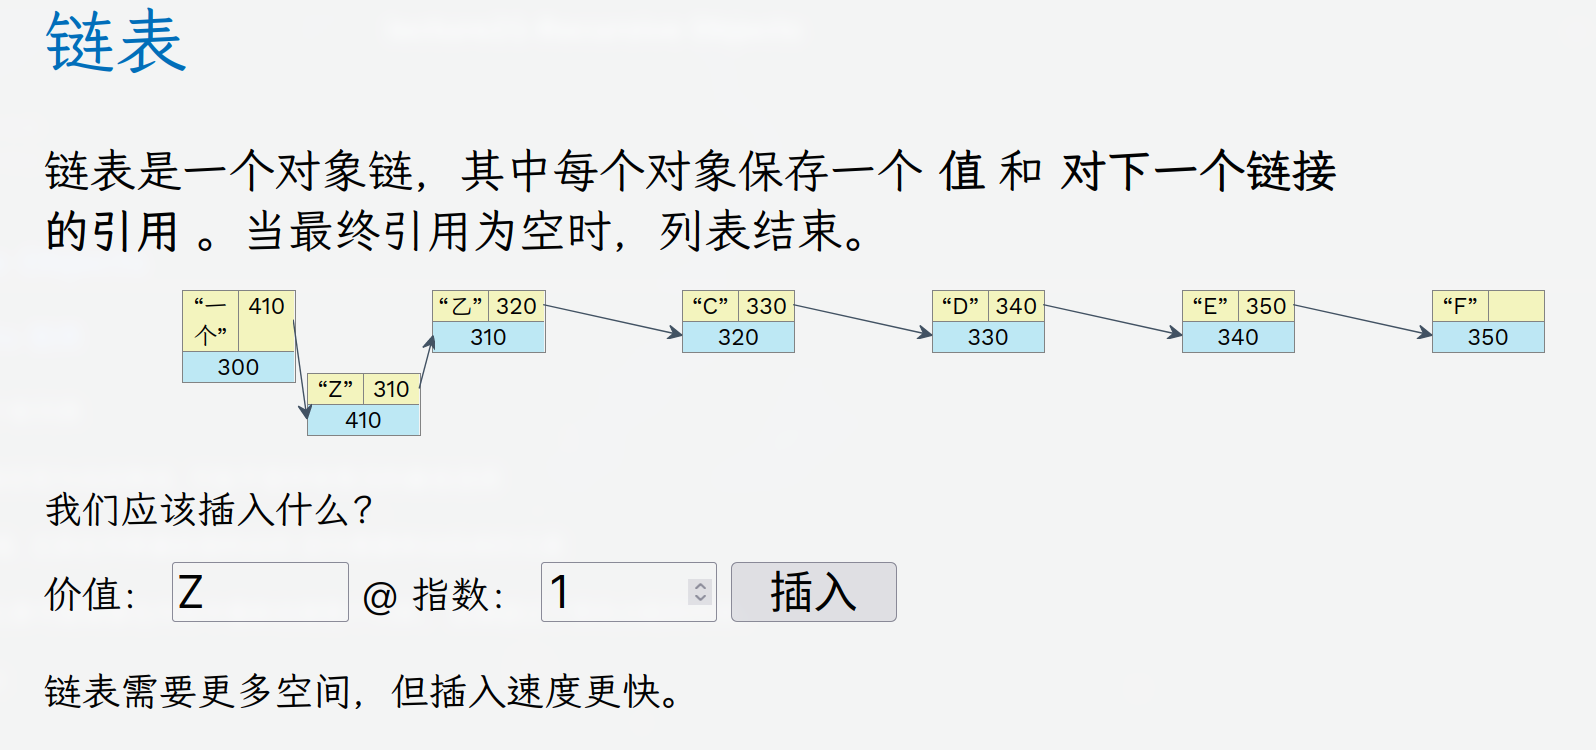 链表
链表是一个对象链，其中每个对象保存一个 值 和 对下一个链接
的引用 。当最终引用为空时，列表结束。
“一个” 410
300
“Z” 310
410
“乙” 320
310
“C” 330
320
“D” 340
330
“E” 350
340
“F”
350
我们应该插入什么？
价值： Z @ 指数： 1 插入
链表需要更多空间，但插入速度更快。